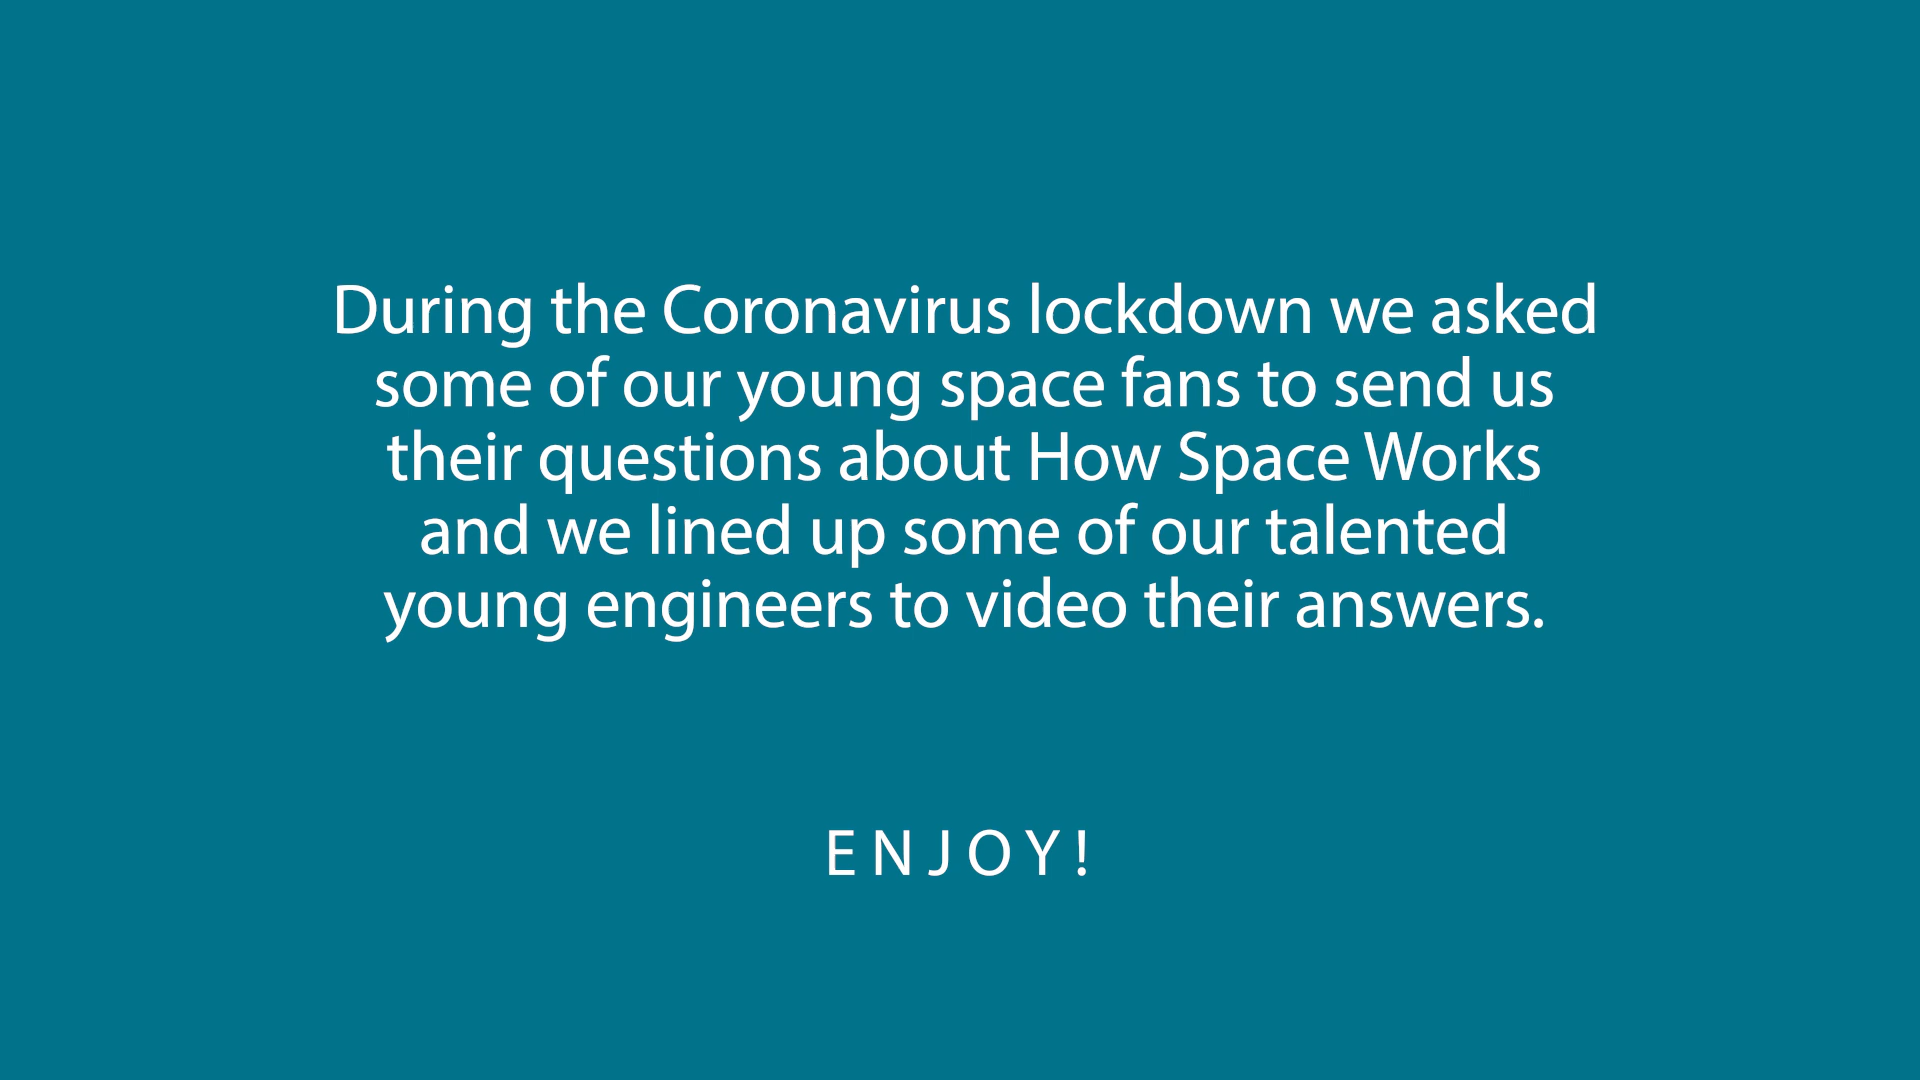 During the Coronavirus lockdown we asked
some of our young space fans to send us
their questions about How Space Works
and we lined up some of our talented
young engineers to video their answers.
ENJOY!